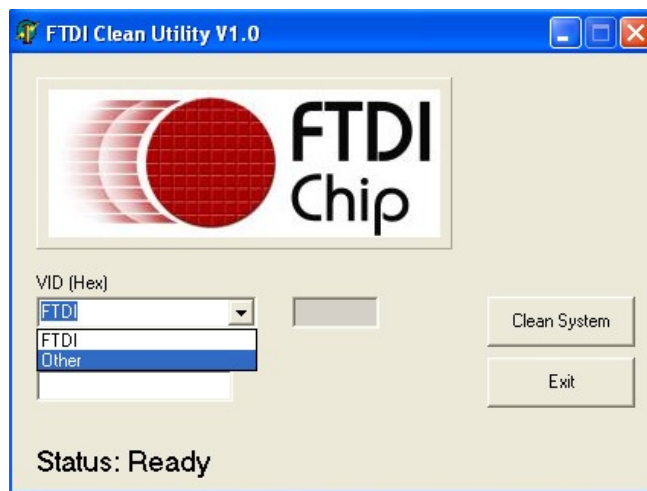 FTDI Clean Utility V1.0
FTDI
Chip
VID (Hex)
FTDI
FTDI
Other
Clean System
Exit
Status: Ready